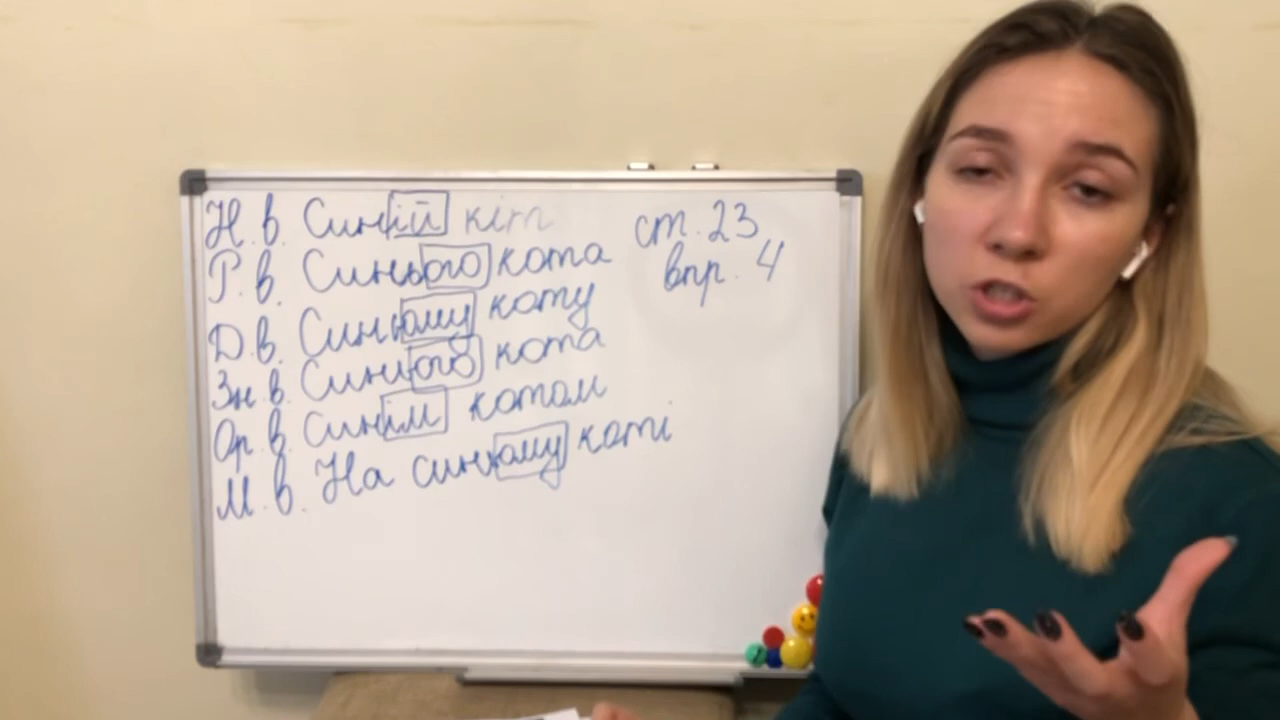 Н. в. Синій кіт
Р. в. Синього кота
Д. в. Синьому коту
Зн. в. Синього кота
Ор. в. Синім котом
М. в. На синьому коті
ст. 23
впр. 4